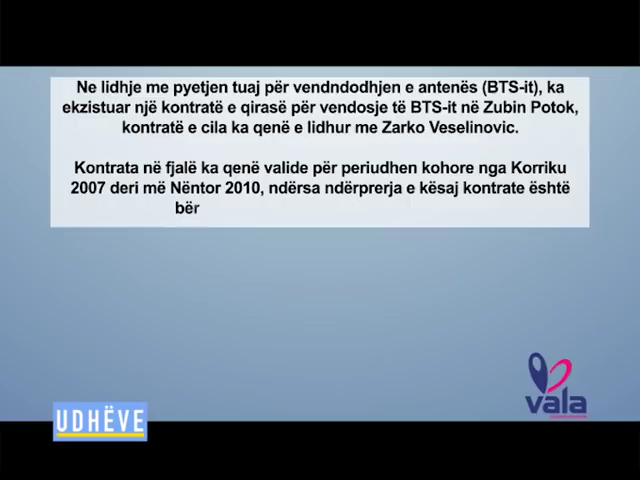 Ne lidhje me pyetjen tuaj për vendndodhjen e antenës (BTS-it), ka
ekzistuar një kontratë e qirasë për vendosje të BTS-it në Zubin Potok,
kontratë e cila ka qenë e lidhur me Zarko Veselinovic.
Kontrata në fjalë ka qenë valide për periudhen kohore nga Korriku
2007 deri më Nëntor 2010, ndërsa ndërprerja e kësaj kontrate është
bër
vala
UDHËVE